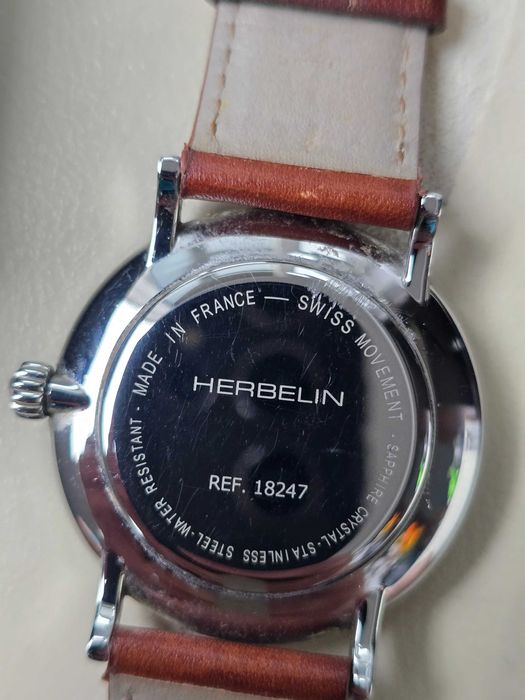 MADE IN FRANCE — SWISS MOVEMENT · SAPPHIRE CRYSTAL-STAINLESS STEEL-WATER RESISTANT ·
HERBELIN
REF. 18247